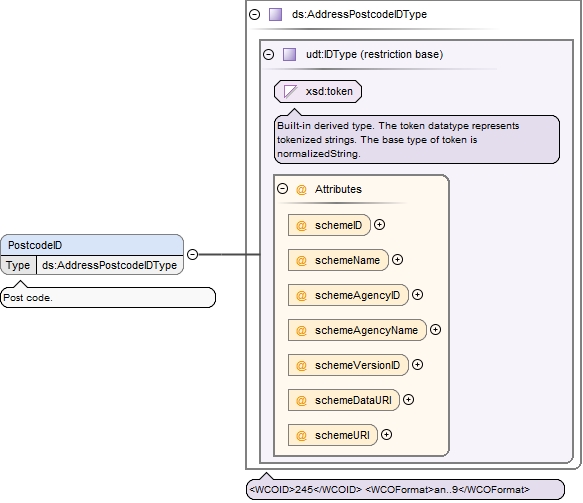 ds:AddressPostcodeIDType
udt:IDType (restriction base)
xsd:token
Built-in derived type. The token datatype represents
tokenized strings. The base type of token is
normalizedString.
@ Attributes
@ schemeID
@ schemeName
@ schemeAgencyID
@ schemeAgencyName
@ schemeVersionID
@ schemeDataURI
@ schemeURI
PostcodeID
Type ds:AddressPostcodeIDType
Post code.
<WCOID>245</WCOID> <WCOFormat>an..9</WCOFormat>